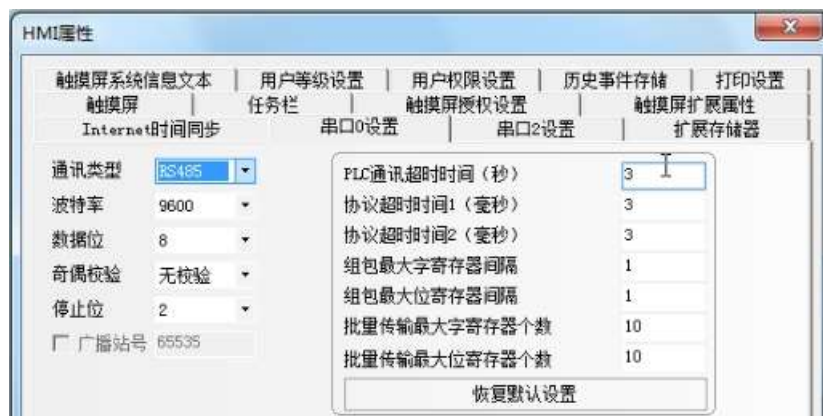 HMI属性
触摸屏系统信息文本 用户等级设置 用户权限设置 历史事件存储 打印设置
触摸屏 任务栏 触摸屏授权设置 触摸屏扩展属性
Internet时间同步 串口0设置 串口2设置 扩展存储器
通讯类型 RS485
波特率 9600
数据位 8
奇偶校验 无校验
停止位 2
广播站号 65535
PLC通讯超时时间（秒） 3
协议超时时间1（毫秒） 3
协议超时时间2（毫秒） 3
组包最大字寄存器间隔 1
组包最大位寄存器间隔 1
批量传输最大字寄存器个数 10
批量传输最大位寄存器个数 10
恢复默认设置